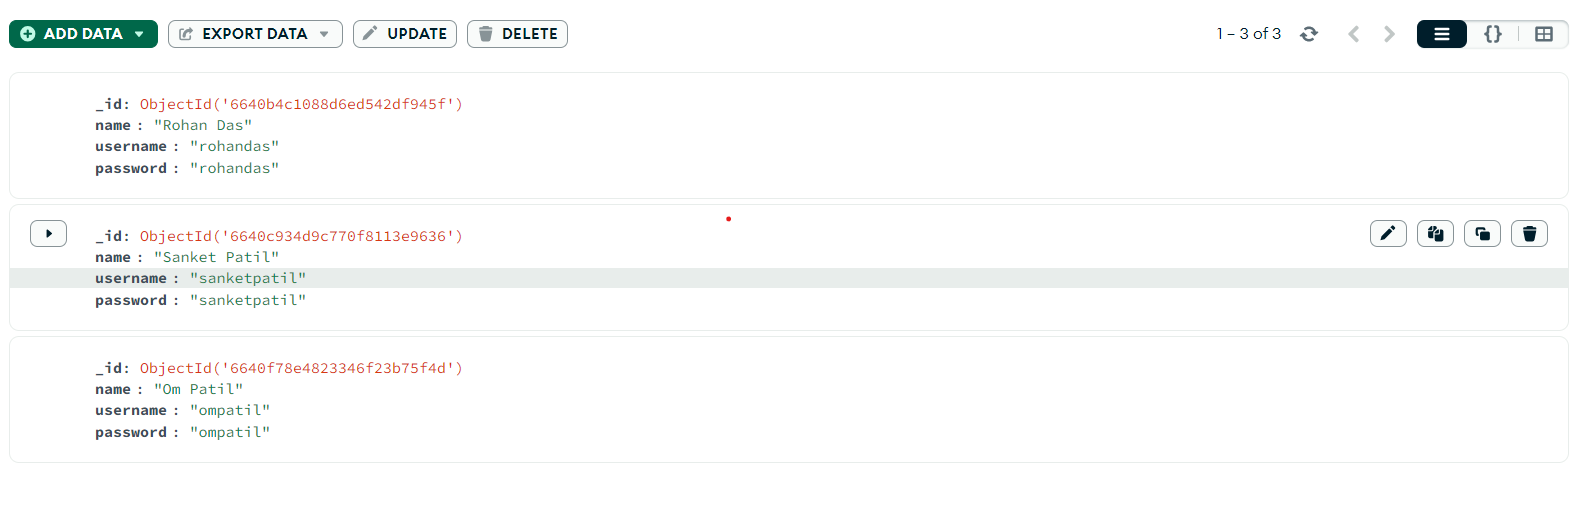 ADD DATA EXPORT DATA UPDATE DELETE 1 – 3 of 3 {}
_id: ObjectId('6640b4c1088d6ed542df945f')
name : "Rohan Das"
username : "rohandas"
password : "rohandas"
_id: ObjectId('6640c934d9c770f8113e9636')
name : "Sanket Patil"
username : "sanketpatil"
password : "sanketpatil"
_id: ObjectId('6640f78e4823346f23b75f4d')
name : "Om Patil"
username : "ompatil"
password : "ompatil"